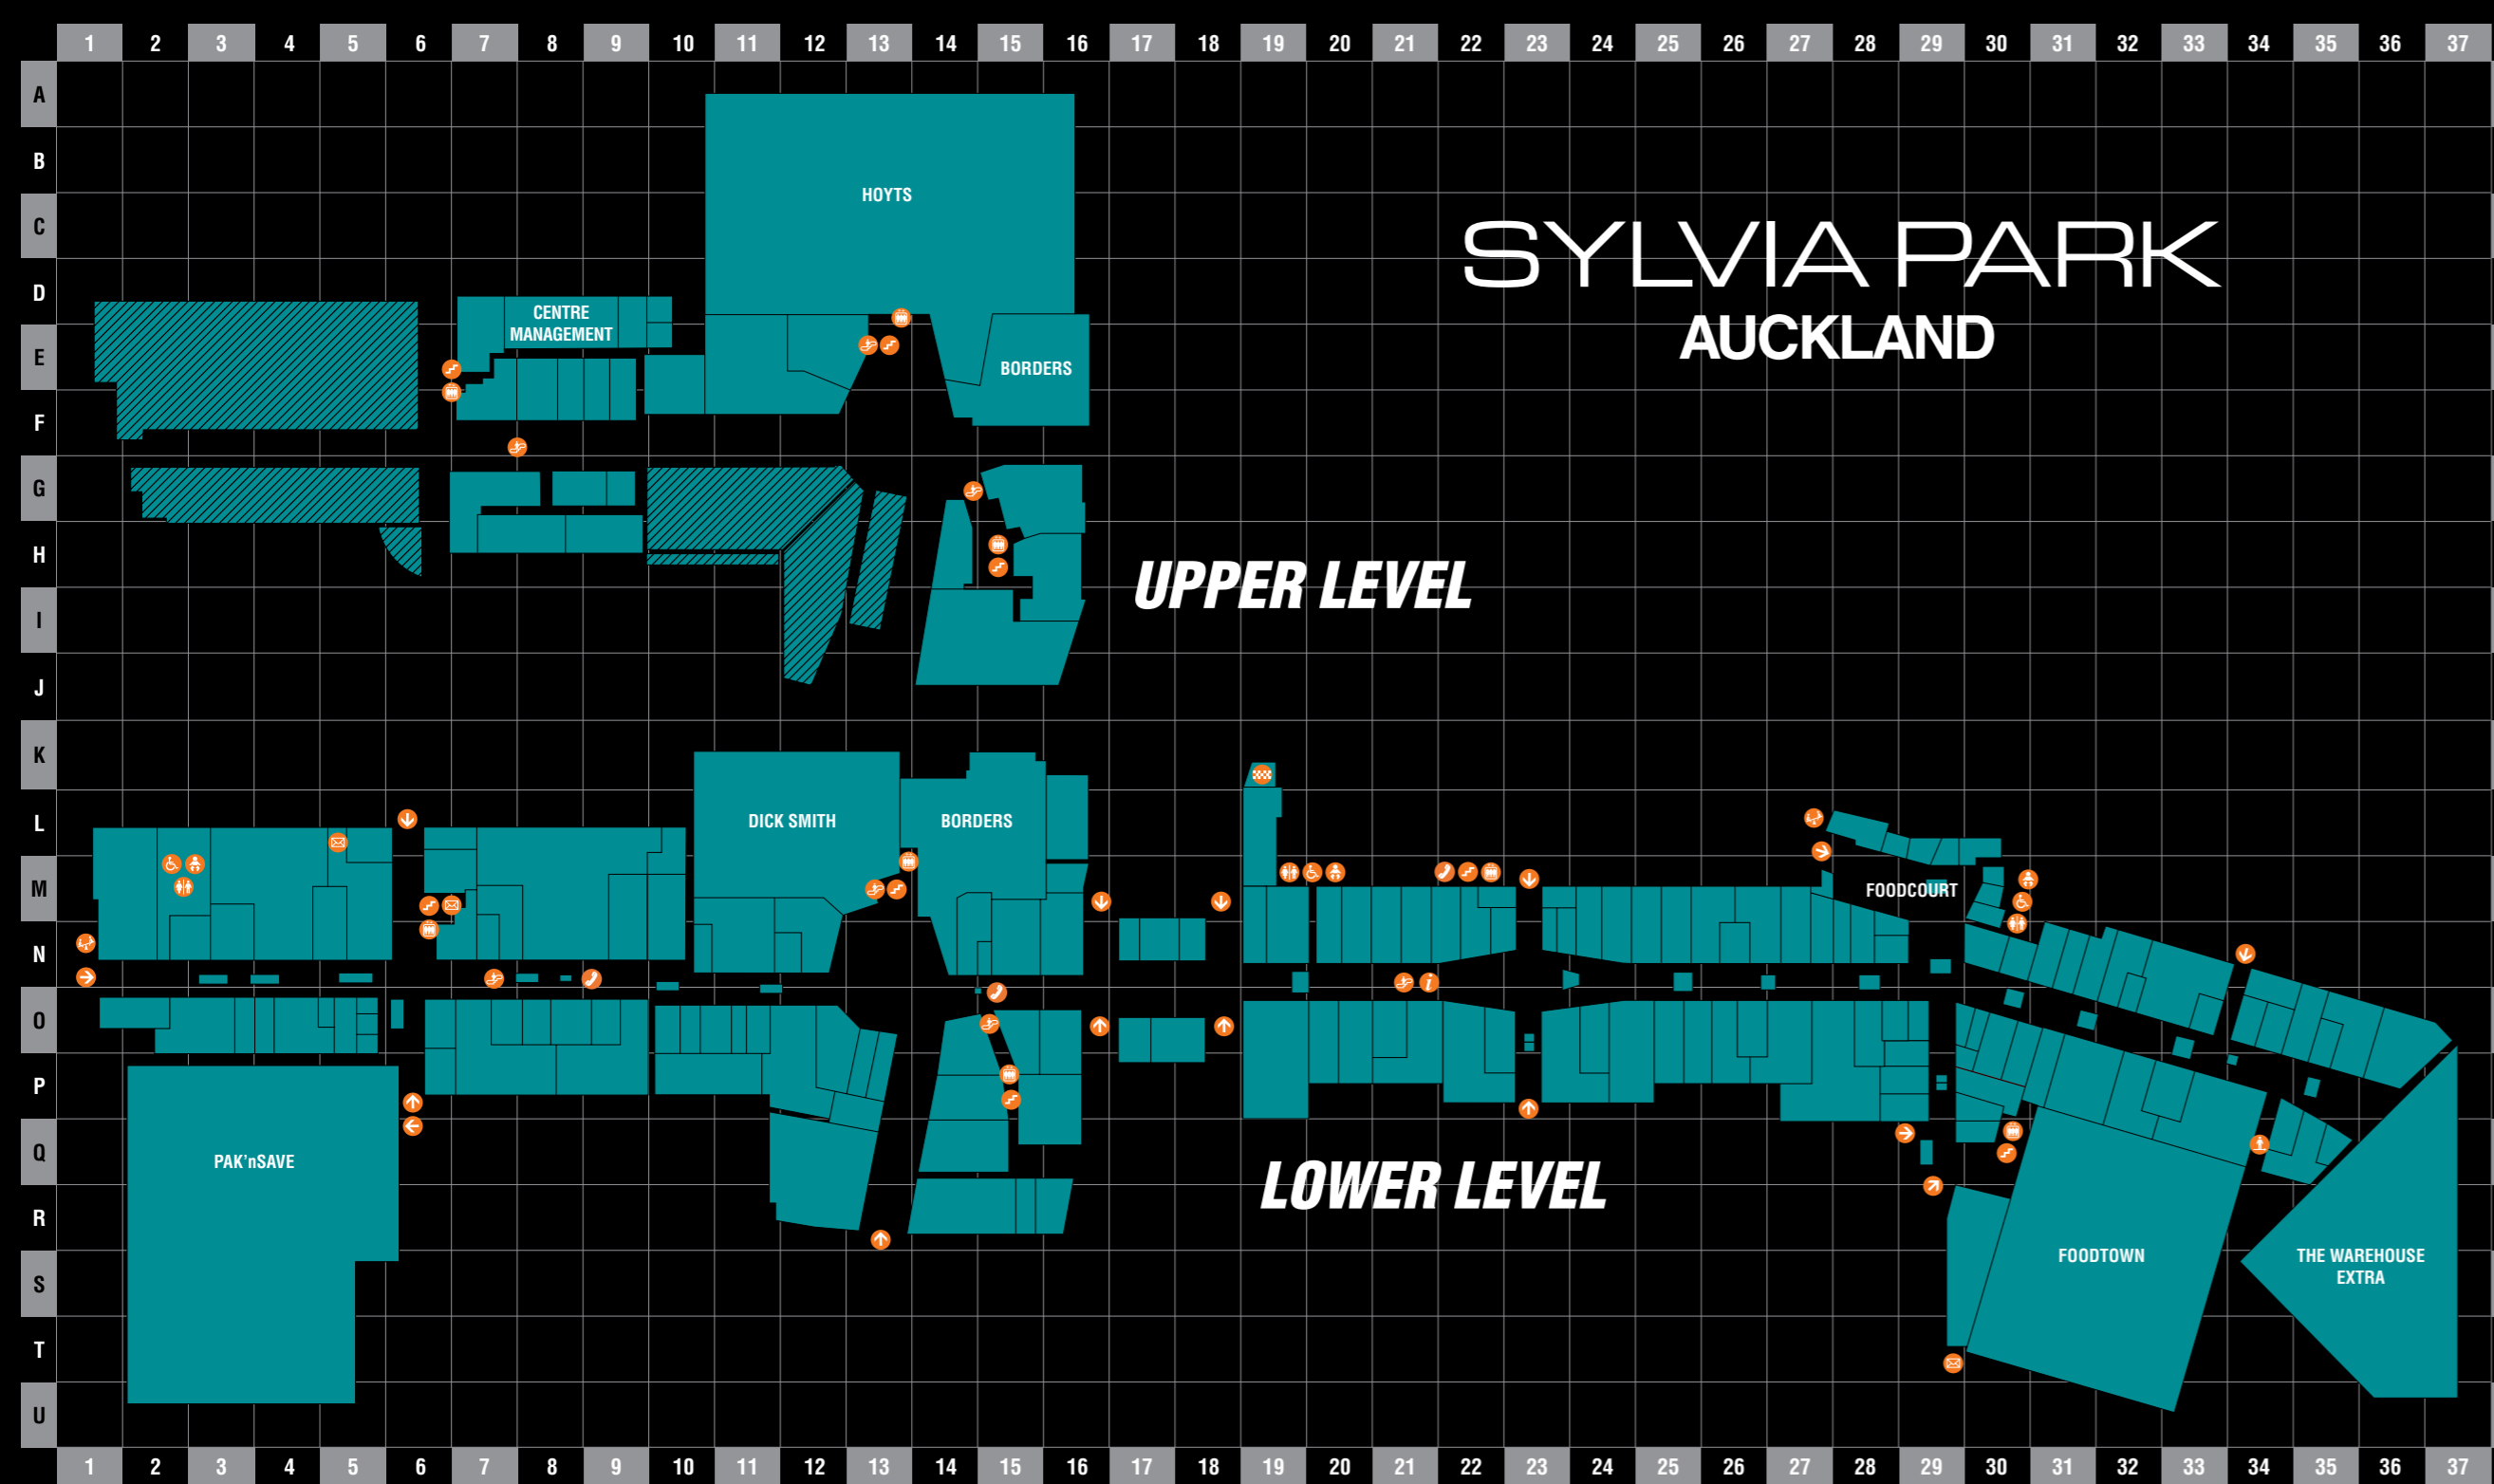 1 2 3 4 5 6 7 8 9 10 11 12 13 14 15 16 17 18 19 20 21 22 23 24 25 26 27 28 29 30 31 32 33 34 35 36 37
A
B
HOYTS
C
SYLVIA PARK
D
CENTRE
MANAGEMENT
AUCKLAND
E
BORDERS
F
G
H
UPPER LEVEL
I
J
K
L
DICK SMITH
BORDERS
M
FOODCOURT
N
i
O
P
Q
PAK'nSAVE
LOWER LEVEL
R
S
FOODTOWN
THE WAREHOUSE
EXTRA
T
U
1 2 3 4 5 6 7 8 9 10 11 12 13 14 15 16 17 18 19 20 21 22 23 24 25 26 27 28 29 30 31 32 33 34 35 36 37